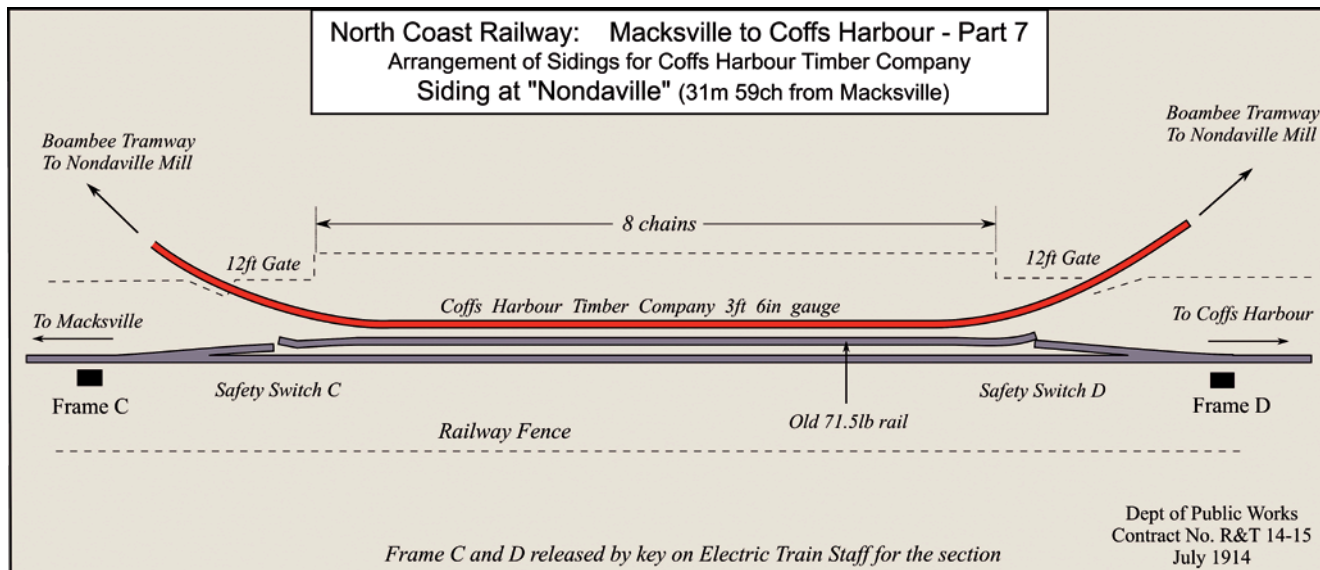 North Coast Railway: Macksville to Coffs Harbour - Part 7
Arrangement of Sidings for Coffs Harbour Timber Company
Siding at "Nondaville" (31m 59ch from Macksville)
Boambee Tramway
To Nondaville Mill
Boambee Tramway
To Nondaville Mill
8 chains
12ft Gate
12ft Gate
Coffs Harbour Timber Company 3ft 6in gauge
To Macksville
To Coffs Harbour
Safety Switch C
Safety Switch D
Frame C
Frame D
Old 71.5lb rail
Railway Fence
Dept of Public Works
Contract No. R&T 14-15
July 1914
Frame C and D released by key on Electric Train Staff for the section